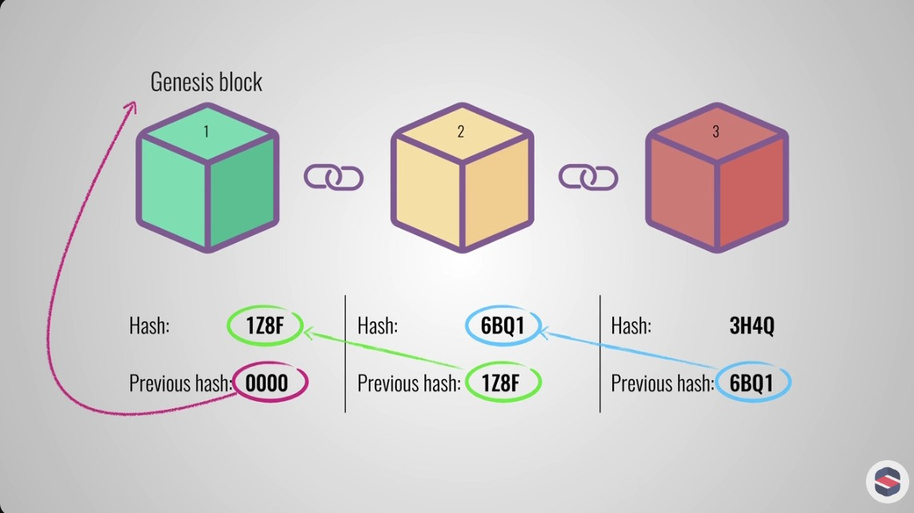 Genesis block
1
2
3
Hash: 1Z8F
Previous hash: 0000
Hash: 6BQ1
Previous hash: 1Z8F
Hash: 3H4Q
Previous hash: 6BQ1